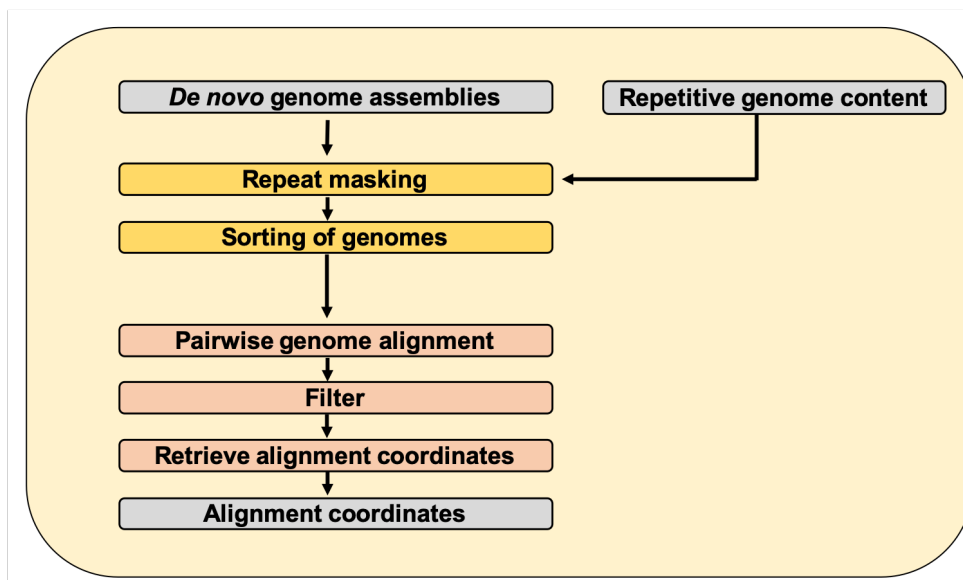 De novo genome assemblies
Repetitive genome content
Repeat masking
Sorting of genomes
Pairwise genome alignment
Filter
Retrieve alignment coordinates
Alignment coordinates